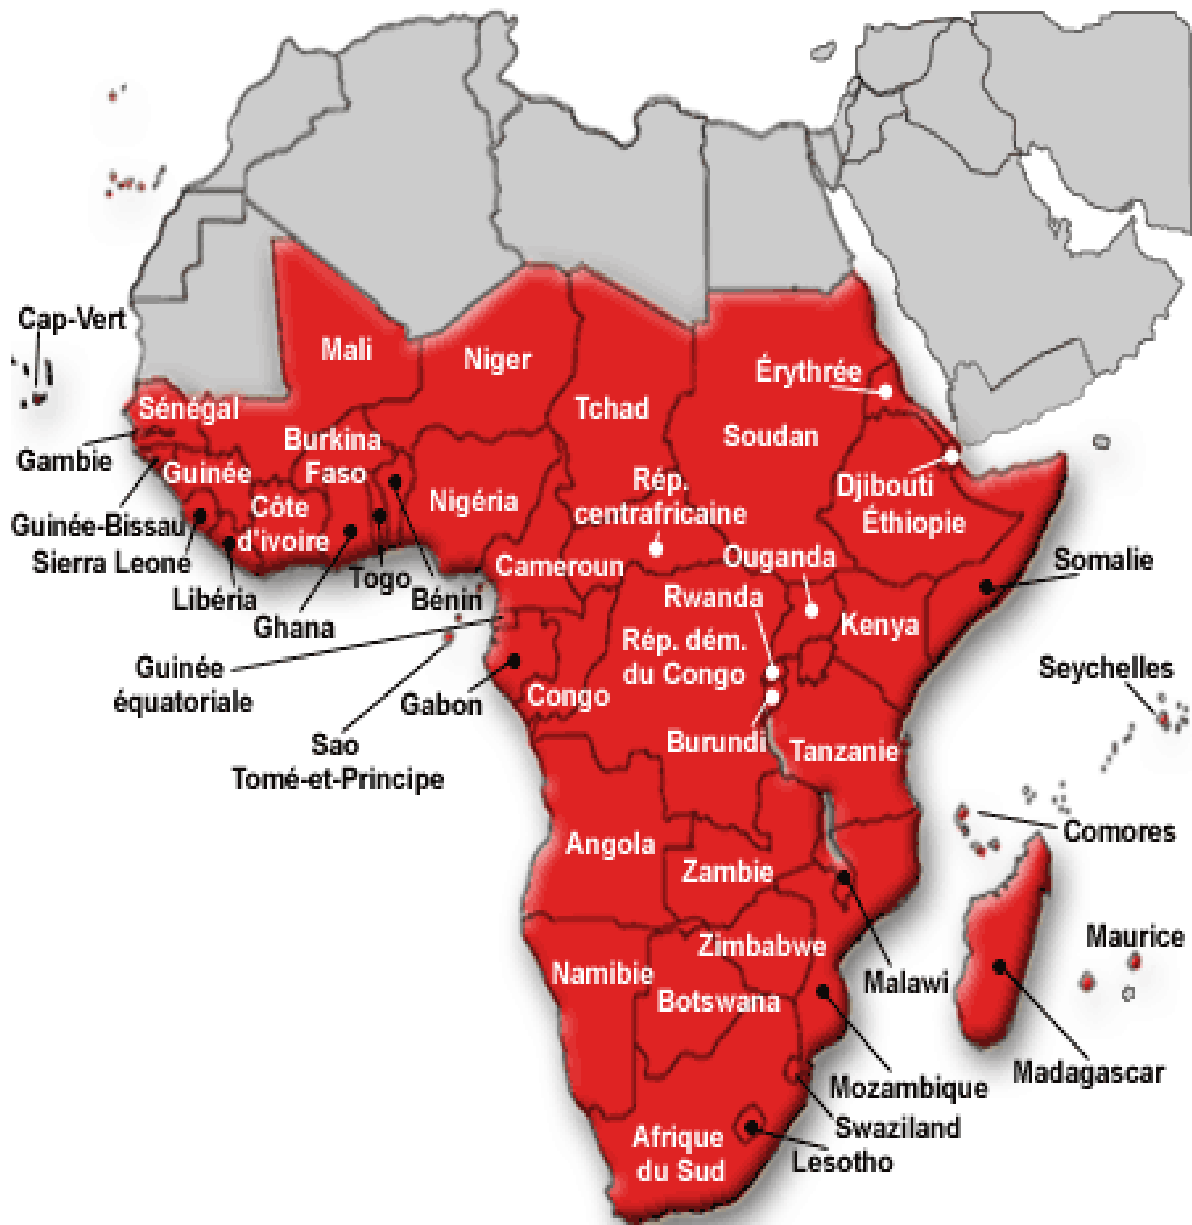 Cap-Vert
Mali
Niger
Érythrée
Tchad
Sénégal
Soudan
Burkina
Faso
Gambie
Guinée
Rép.
centrafricaine
Djibouti
Nigéria
Côte
d'ivoire
Éthiopie
Guinée-Bissau
Sierra Leone
Cameroun
Ouganda
Somalie
Togo
Bénin
Libéria
Rwanda
Ghana
Kenya
Rép. dém.
du Congo
Guinée
équatoriale
Seychelles
Gabon
Congo
Burundi
Tanzanie
Sao
Tomé-et-Principe
Comores
Angola
Zambie
Maurice
Zimbabwe
Namibie
Malawi
Botswana
Madagascar
Mozambique
Swaziland
Afrique
du Sud
Lesotho